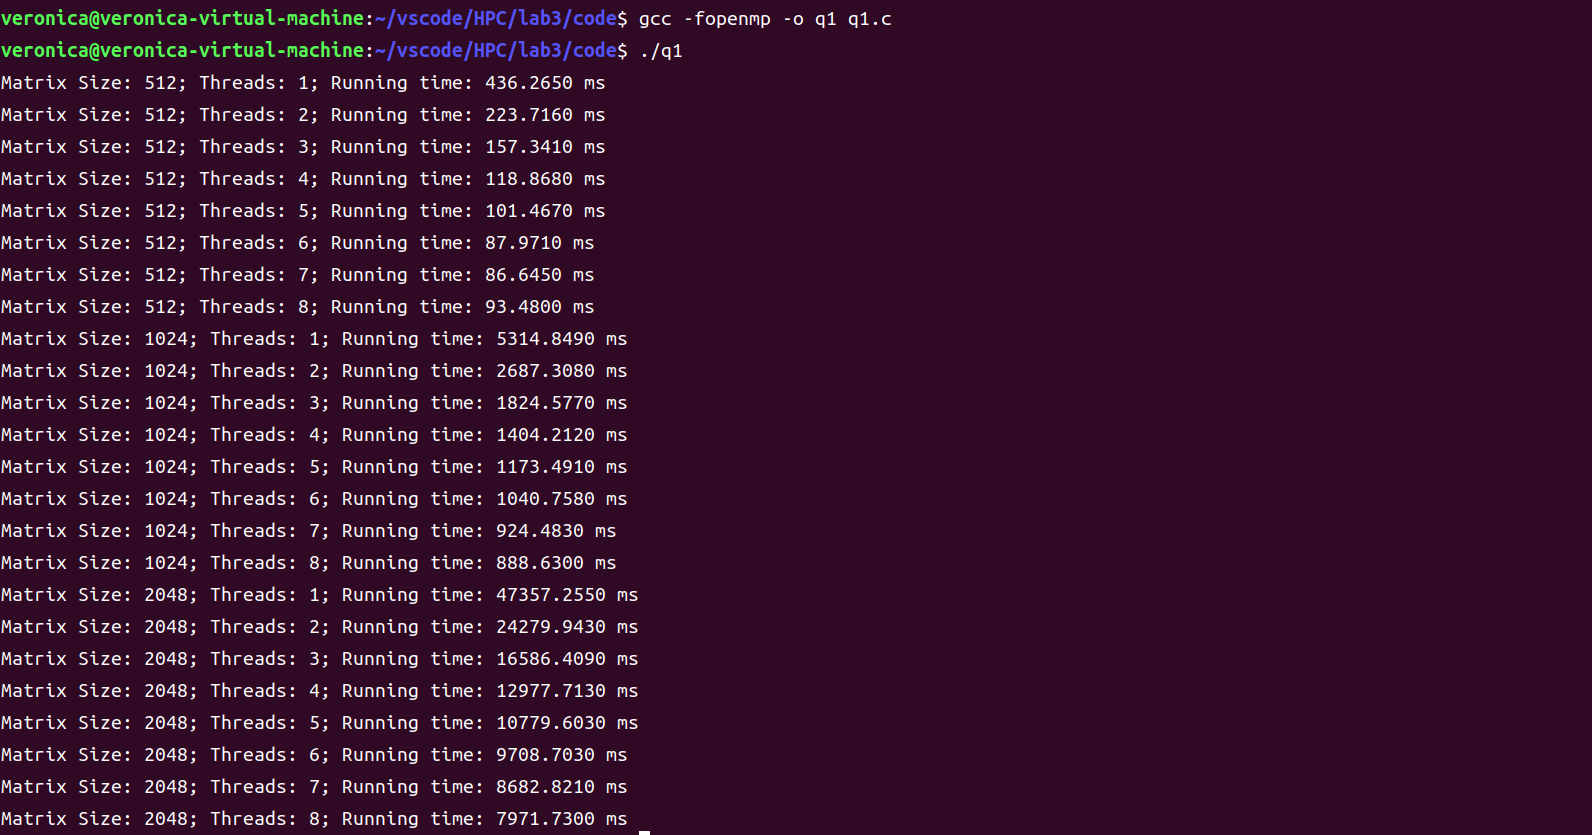 veronica@veronica-virtual-machine:~/vscode/HPC/lab3/code$ gcc -fopenmp -o q1 q1.c
veronica@veronica-virtual-machine:~/vscode/HPC/lab3/code$ ./q1
Matrix Size: 512; Threads: 1; Running time: 436.2650 ms
Matrix Size: 512; Threads: 2; Running time: 223.7160 ms
Matrix Size: 512; Threads: 3; Running time: 157.3410 ms
Matrix Size: 512; Threads: 4; Running time: 118.8680 ms
Matrix Size: 512; Threads: 5; Running time: 101.4670 ms
Matrix Size: 512; Threads: 6; Running time: 87.9710 ms
Matrix Size: 512; Threads: 7; Running time: 86.6450 ms
Matrix Size: 512; Threads: 8; Running time: 93.4800 ms
Matrix Size: 1024; Threads: 1; Running time: 5314.8490 ms
Matrix Size: 1024; Threads: 2; Running time: 2687.3080 ms
Matrix Size: 1024; Threads: 3; Running time: 1824.5770 ms
Matrix Size: 1024; Threads: 4; Running time: 1404.2120 ms
Matrix Size: 1024; Threads: 5; Running time: 1173.4910 ms
Matrix Size: 1024; Threads: 6; Running time: 1040.7580 ms
Matrix Size: 1024; Threads: 7; Running time: 924.4830 ms
Matrix Size: 1024; Threads: 8; Running time: 888.6300 ms
Matrix Size: 2048; Threads: 1; Running time: 47357.2550 ms
Matrix Size: 2048; Threads: 2; Running time: 24279.9430 ms
Matrix Size: 2048; Threads: 3; Running time: 16586.4090 ms
Matrix Size: 2048; Threads: 4; Running time: 12977.7130 ms
Matrix Size: 2048; Threads: 5; Running time: 10779.6030 ms
Matrix Size: 2048; Threads: 6; Running time: 9708.7030 ms
Matrix Size: 2048; Threads: 7; Running time: 8682.8210 ms
Matrix Size: 2048; Threads: 8; Running time: 7971.7300 ms